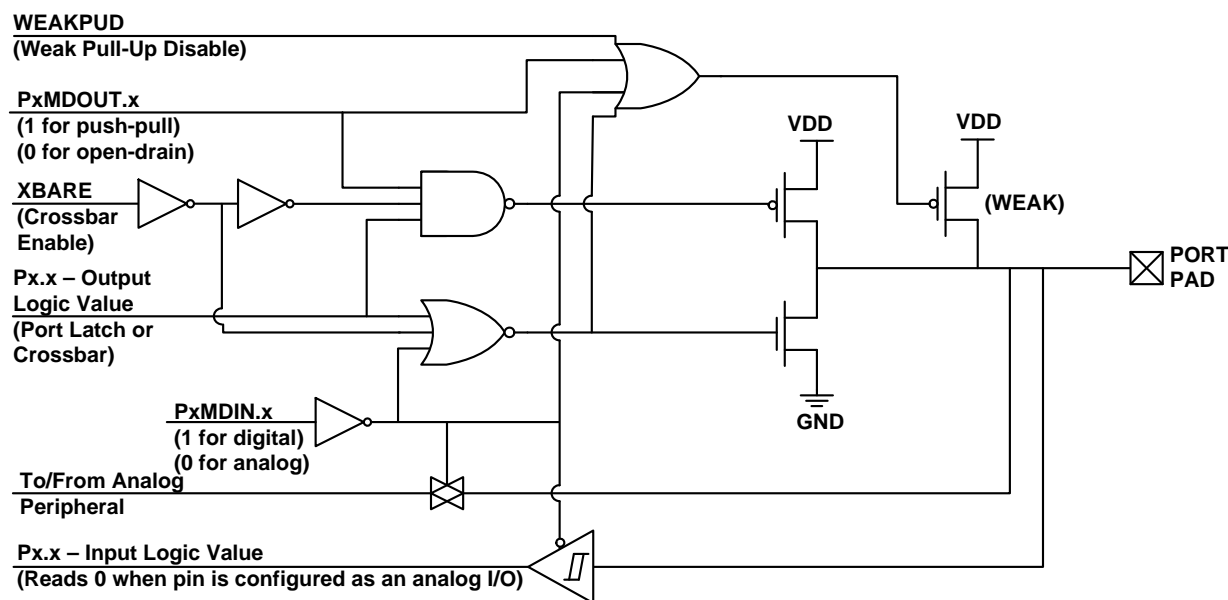 WEAKPUD
(Weak Pull-Up Disable)
PxMDOUT.x
(1 for push-pull)
(0 for open-drain)
XBARE
(Crossbar
Enable)
Px.x – Output
Logic Value
(Port Latch or
Crossbar)
PxMDIN.x
(1 for digital)
(0 for analog)
To/From Analog
Peripheral
Px.x – Input Logic Value
(Reads 0 when pin is configured as an analog I/O)
VDD
VDD
(WEAK)
PORT
PAD
GND